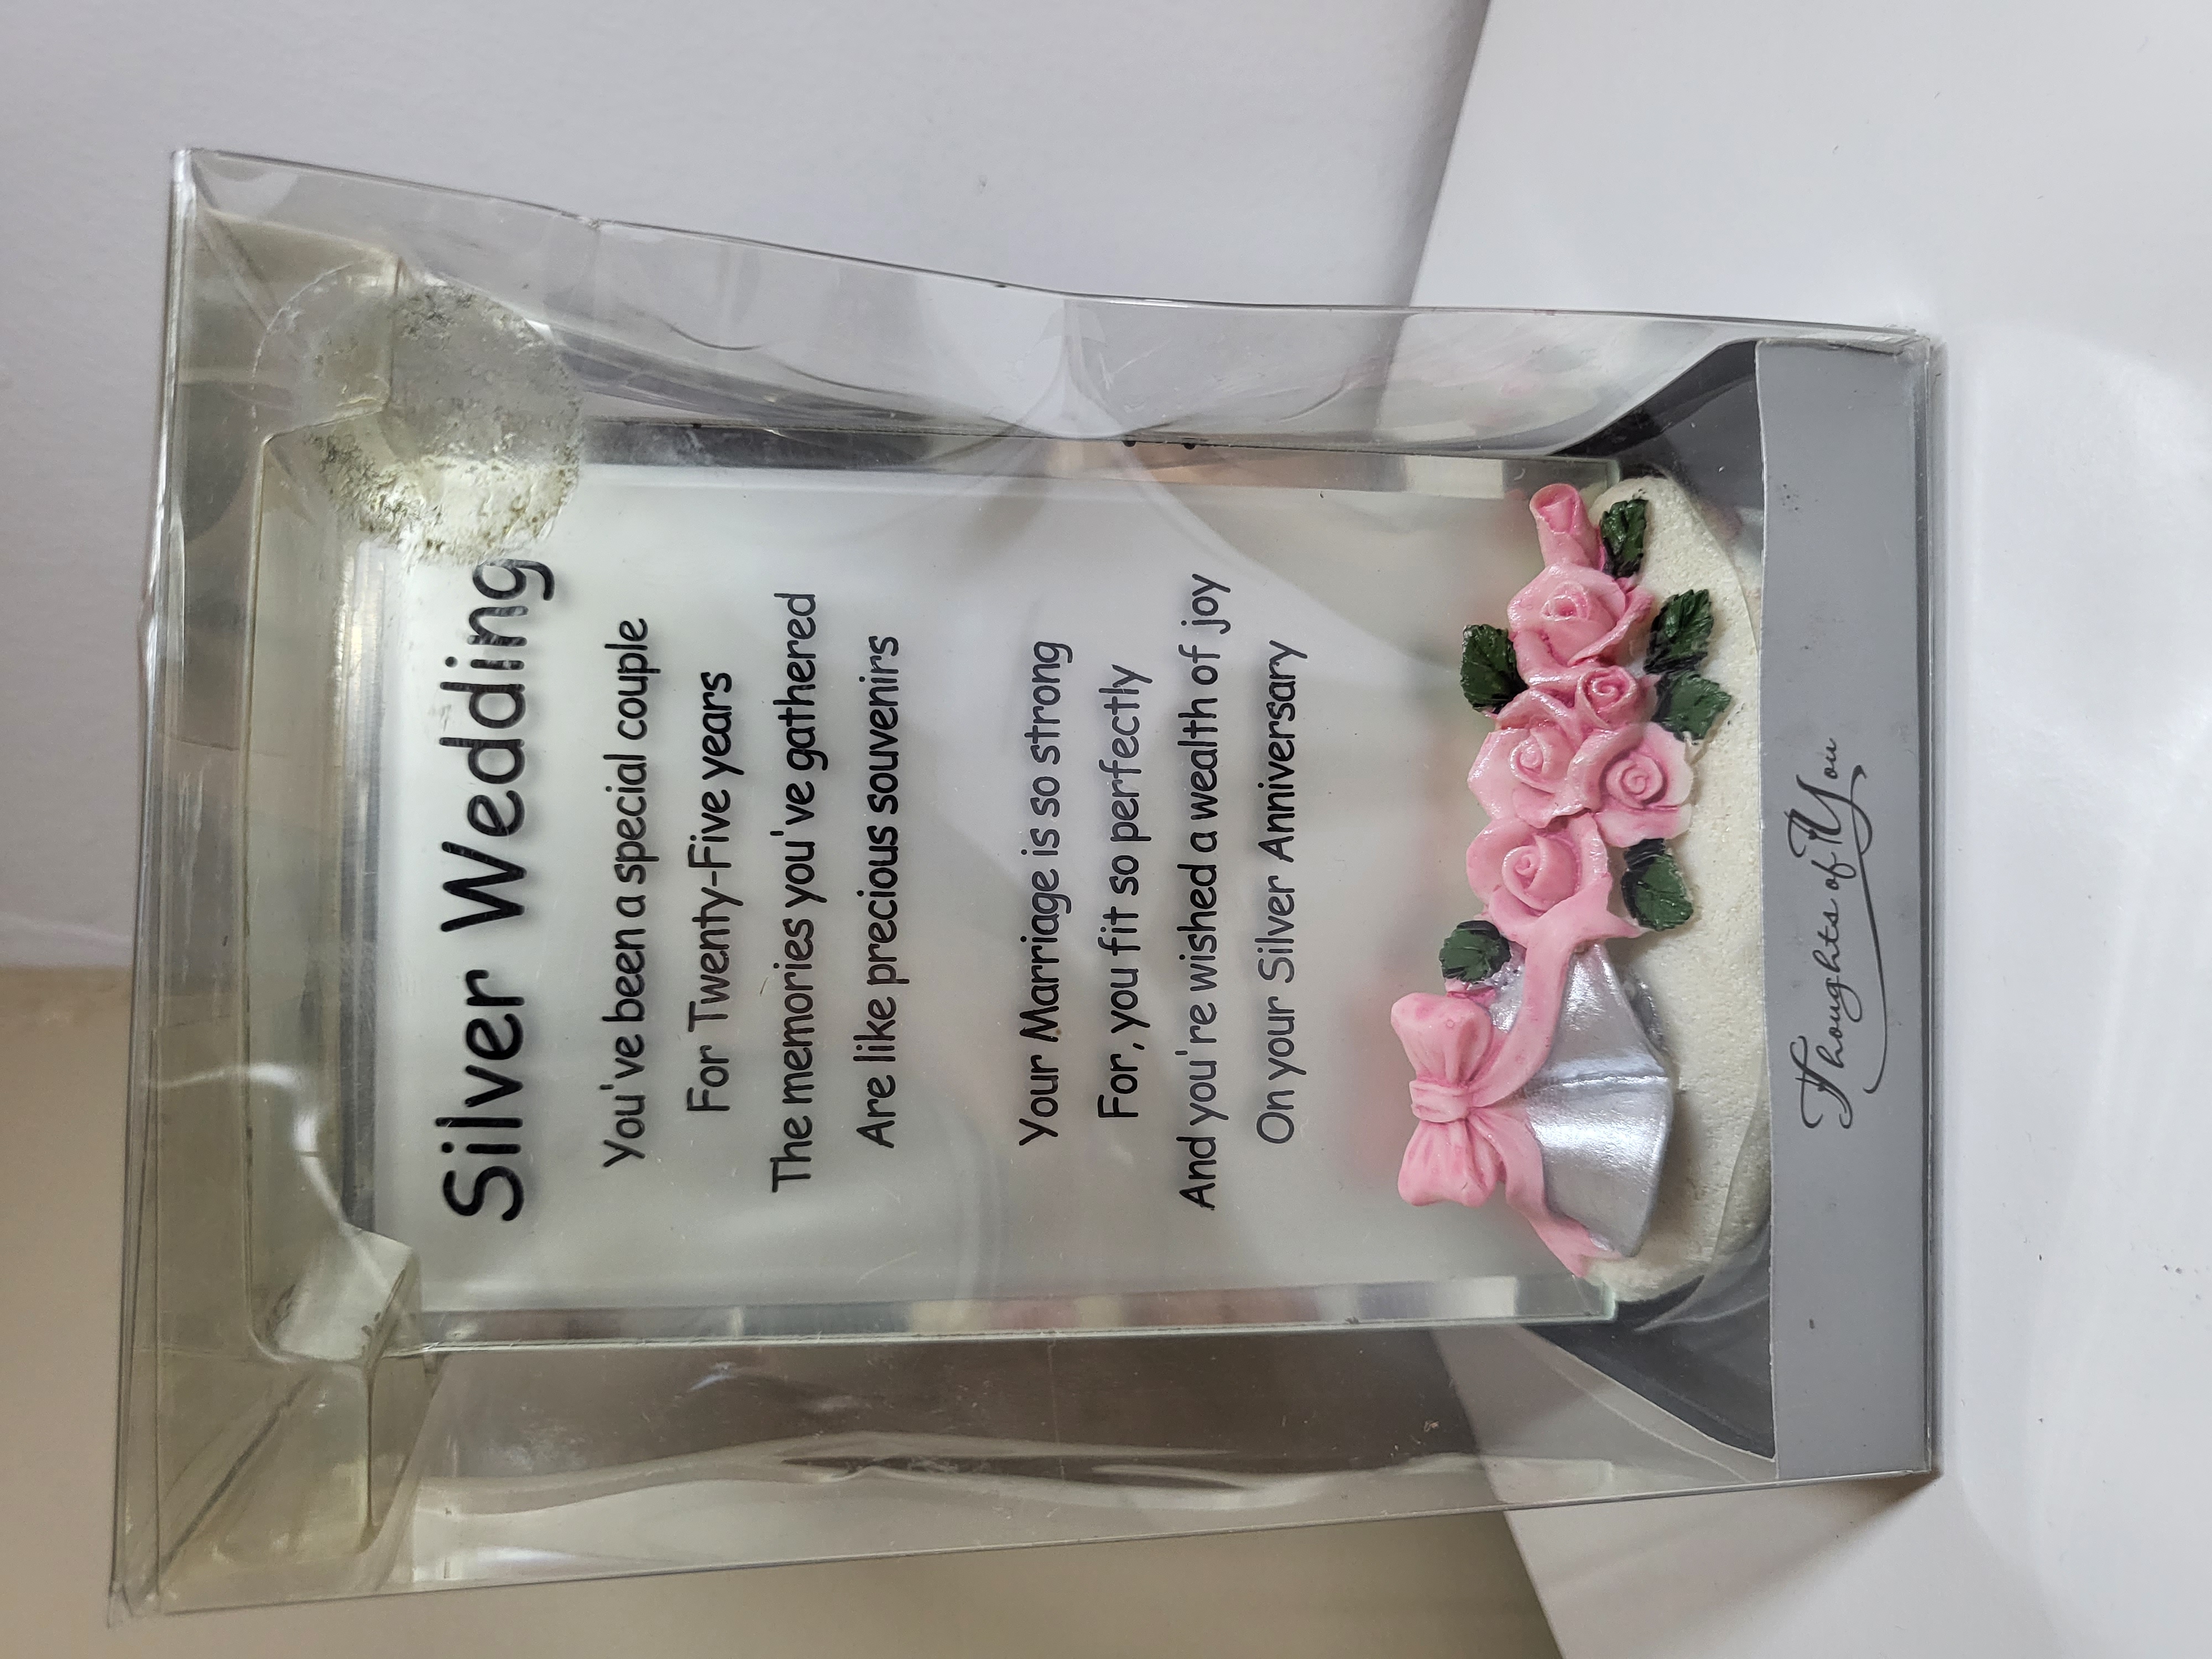 Silver Wedding
You've been a special couple
For Twenty-Five years
The memories you've gathered
Are like precious souvenirs
Your Marriage is so strong
For, you fit so perfectly
And you're wished a wealth of joy
On your Silver Anniversary
Thoughts of You